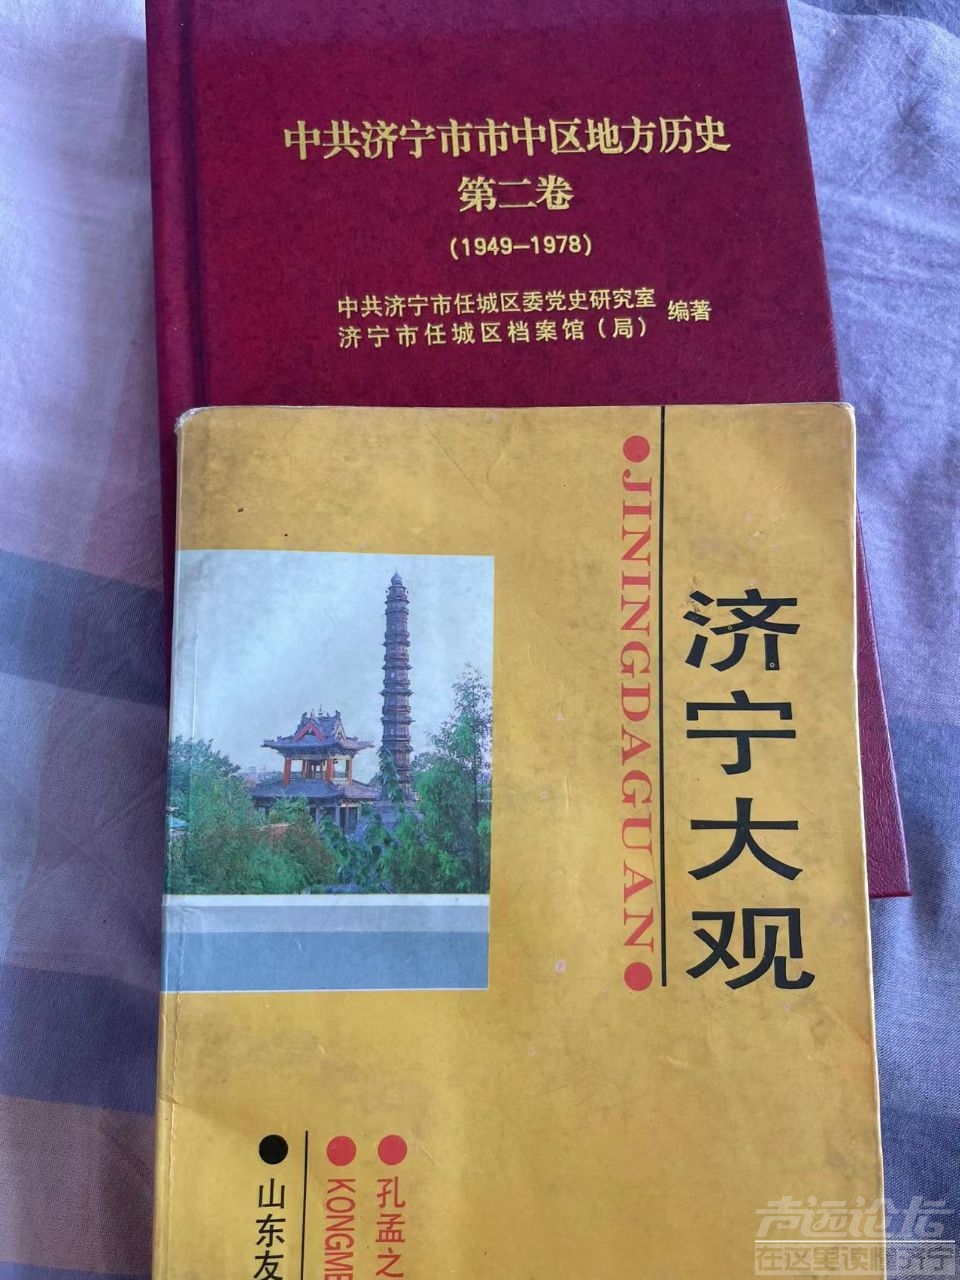 中共济宁市市中区地方历史
第二卷
(1949—1978)
中共济宁市任城区委党史研究室
济宁市任城区档案馆(局)
编著
济宁大观
●JININGDAGUAN●
●孔孟之
●KONGME
●山东友
声远论坛
在这里读懂济宁